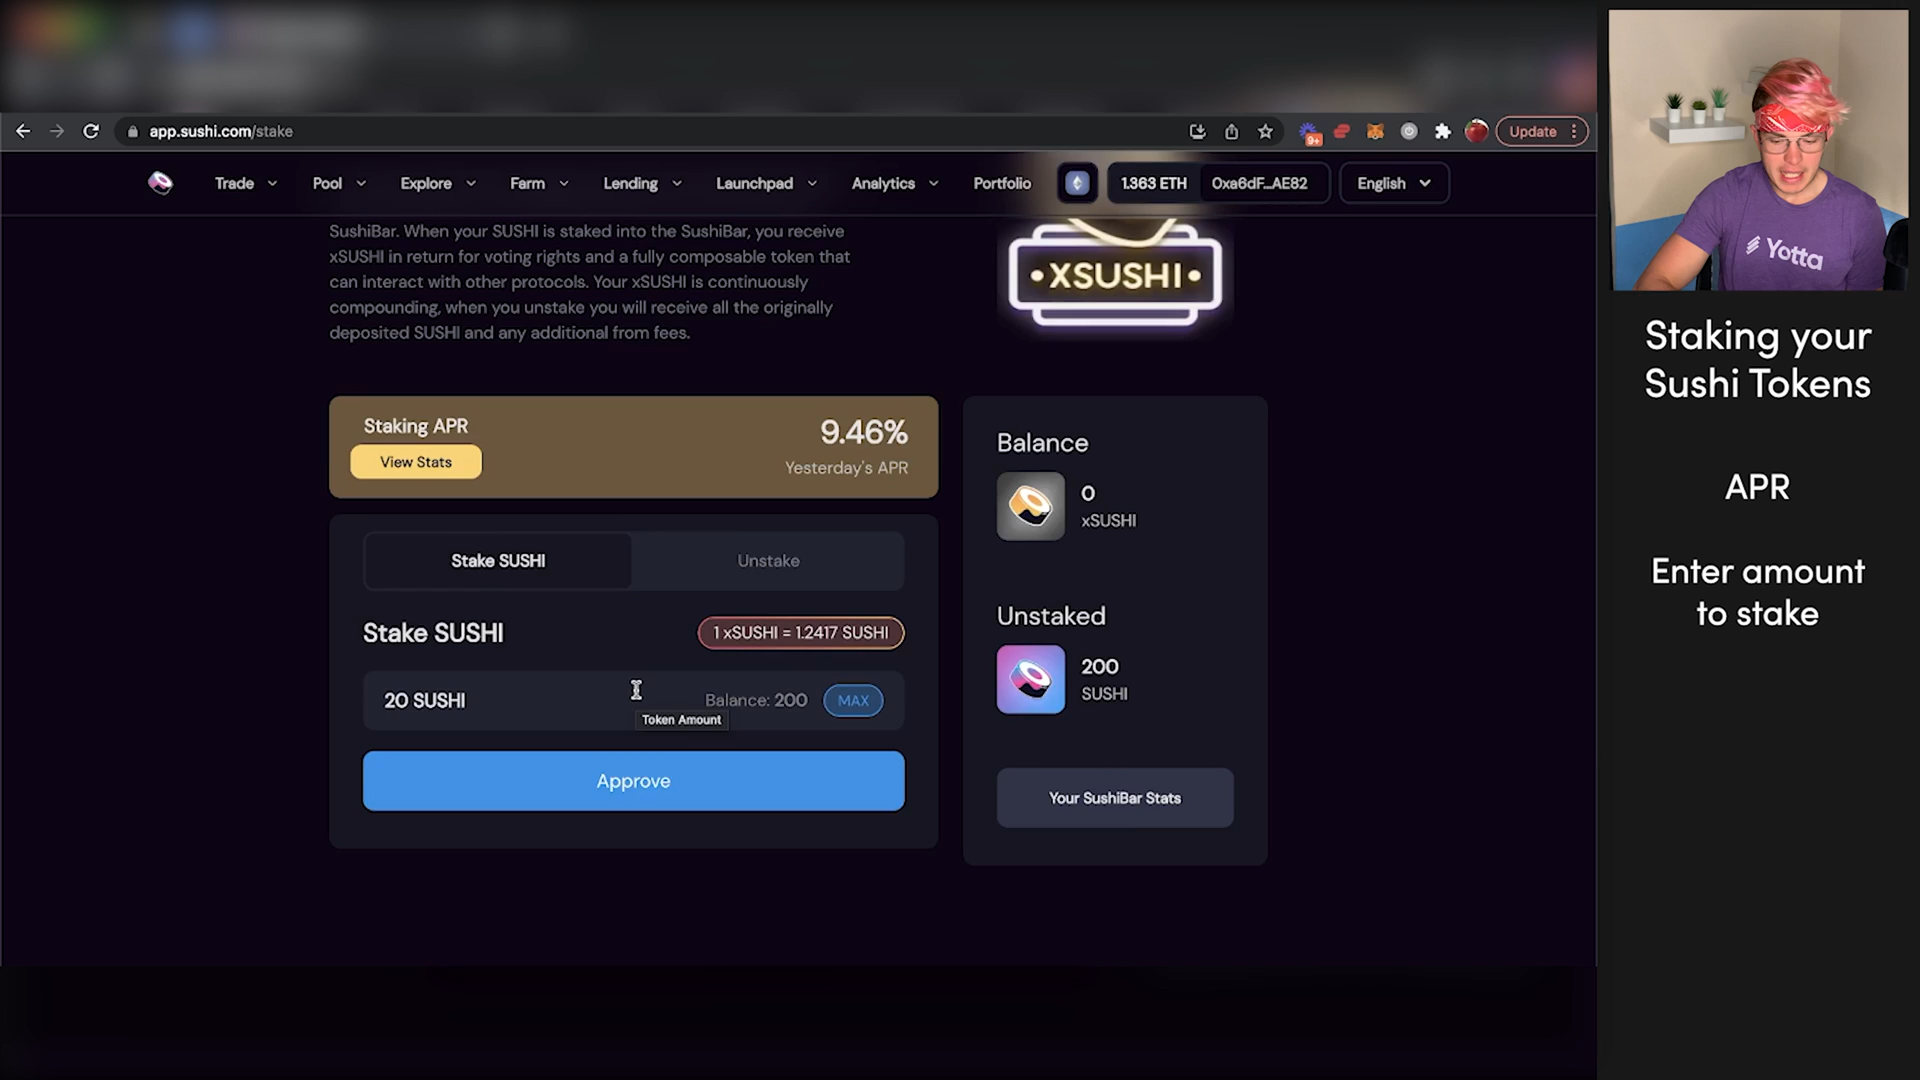 app.sushi.com/stake
9+
Update
Trade
Pool
Explore
Farm
Lending
Launchpad
Analytics
Portfolio
1.363 ETH
0xa6dF...AE82
English
SushiBar. When your SUSHI is staked into the SushiBar, you receive
xSUSHI in return for voting rights and a fully composable token that
can interact with other protocols. Your xSUSHI is continuously
compounding, when you unstake you will receive all the originally
deposited SUSHI and any additional from fees.
•XSUSHI•
Staking APR
View Stats
9.46%
Yesterday's APR
Stake SUSHI
Unstake
Stake SUSHI
1 xSUSHI = 1.2417 SUSHI
20 SUSHI
Balance: 200
MAX
Token Amount
Approve
Balance
0
xSUSHI
Unstaked
200
SUSHI
Your SushiBar Stats
Yotta
Staking your
Sushi Tokens
APR
Enter amount
to stake